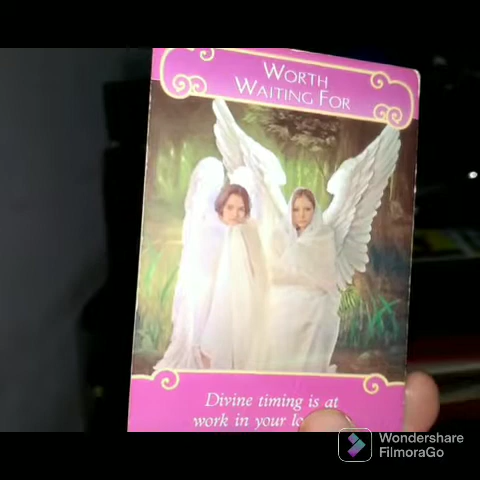 WORTH
WAITING FOR
Divine timing is at
work in your
Wondershare
FilmoraGo